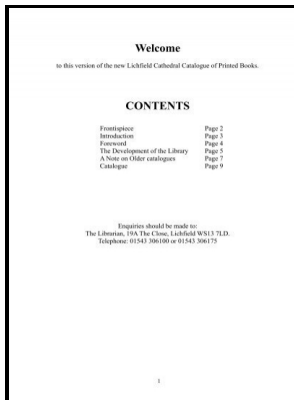 Welcome
to this version of the new Lichfield Cathedral Catalogue of Printed Books.
CONTENTS
Frontispiece Page 2
Introduction Page 3
Foreword Page 4
The Development of the Library Page 5
A Note on Older catalogues Page 7
Catalogue Page 9
Enquiries should be made to:
The Librarian, 19A The Close, Lichfield WS13 7LD.
Telephone: 01543 306100 or 01543 306175
1